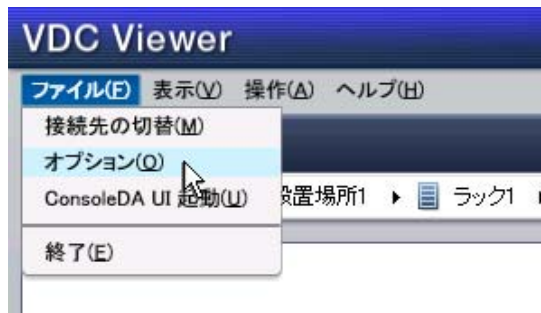 VDC Viewer
ファイル(F) 表示(V) 操作(A) ヘルプ(H)
接続先の切替(M)
オプション(O)
ConsoleDA UI 起動(U)
設置場所1 ラック1
終了(E)